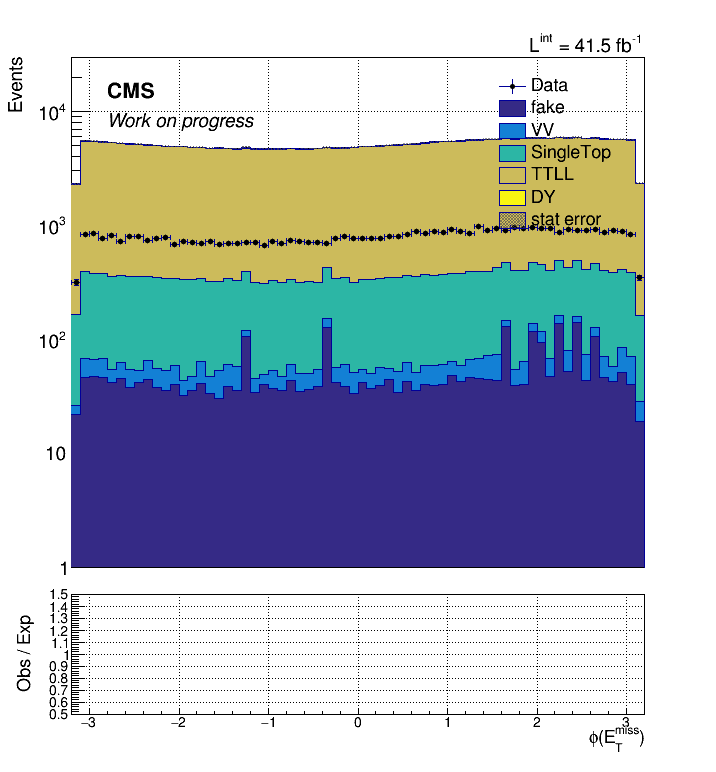 L^int = 41.5 fb^-1
Events
CMS
Work on progress
Data
fake
VV
SingleTop
TTLL
DY
stat error
10^4
10^3
10^2
10
1
Obs / Exp
1.5
1.4
1.3
1.2
1.1
1
0.9
0.8
0.7
0.6
0.5
−3 −2 −1 0 1 2 3
ϕ(E_T^miss)